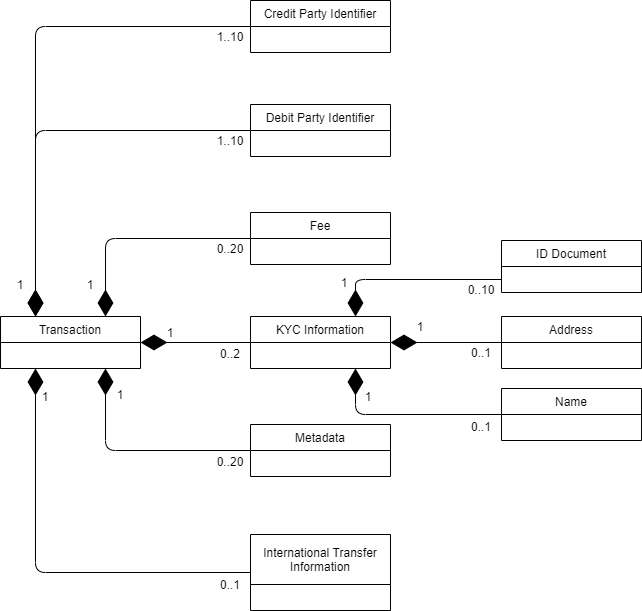 Credit Party Identifier
1..10
Debit Party Identifier
1..10
Fee
0..20
ID Document
0..10
1
1
1
Transaction
1
KYC Information
1
Address
0..2
0..1
1
1
1
Name
0..1
Metadata
0..20
International Transfer
Information
0..1